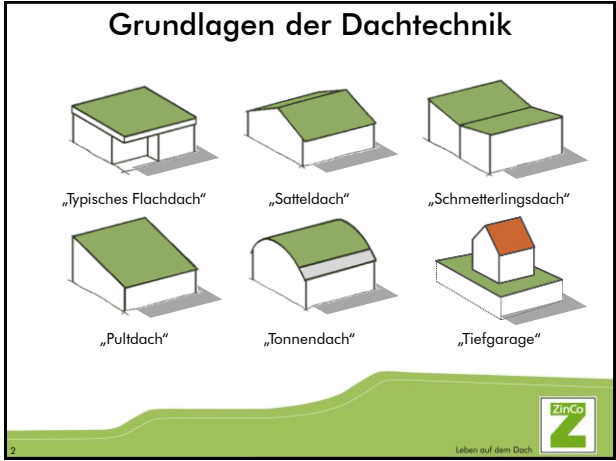 Grundlagen der Dachtechnik
„Typisches Flachdach“
„Satteldach“
„Schmetterlingsdach“
„Pultdach“
„Tonnendach“
„Tiefgarage“
2
Leben auf dem Dach
ZinCo